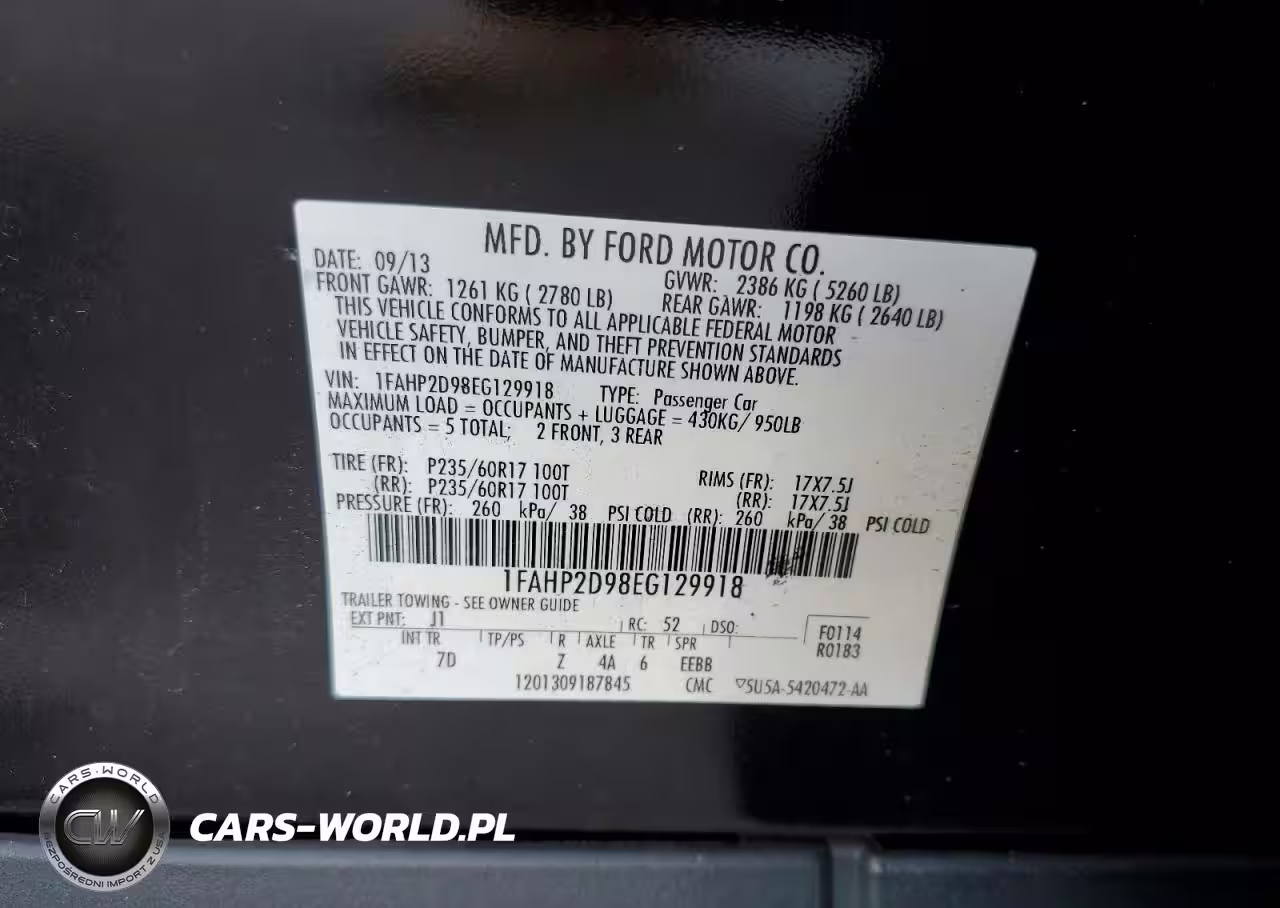 MFD. BY FORD MOTOR CO.
DATE: 09/13
GVWR: 2386 KG ( 5260 LB)
FRONT GAWR: 1261 KG ( 2780 LB)
REAR GAWR: 1198 KG ( 2640 LB)
THIS VEHICLE CONFORMS TO ALL APPLICABLE FEDERAL MOTOR
VEHICLE SAFETY, BUMPER, AND THEFT PREVENTION STANDARDS
IN EFFECT ON THE DATE OF MANUFACTURE SHOWN ABOVE.
VIN: 1FAHP2D98EG129918 TYPE: Passenger Car
MAXIMUM LOAD = OCCUPANTS + LUGGAGE = 430KG/ 950LB
OCCUPANTS = 5 TOTAL; 2 FRONT, 3 REAR
TIRE (FR): P235/60R17 100T RIMS (FR): 17X7.5J
(RR): P235/60R17 100T (RR): 17X7.5J
PRESSURE (FR): 260 kPa/ 38 PSI COLD (RR): 260 kPa/ 38 PSI COLD
1FAHP2D98EG129918
TRAILER TOWING - SEE OWNER GUIDE
EXT PNT: J1 RC: 52 DSO:
F0114
INT TR TP/PS R AXLE TR SPR
R0183
7D Z 4A 6 EEBB
1201309187845 CMC ▽5U5A-5420472-AA
CARS-WORLD
CW
BEZPOŚREDNI IMPORT Z USA
CARS-WORLD.PL